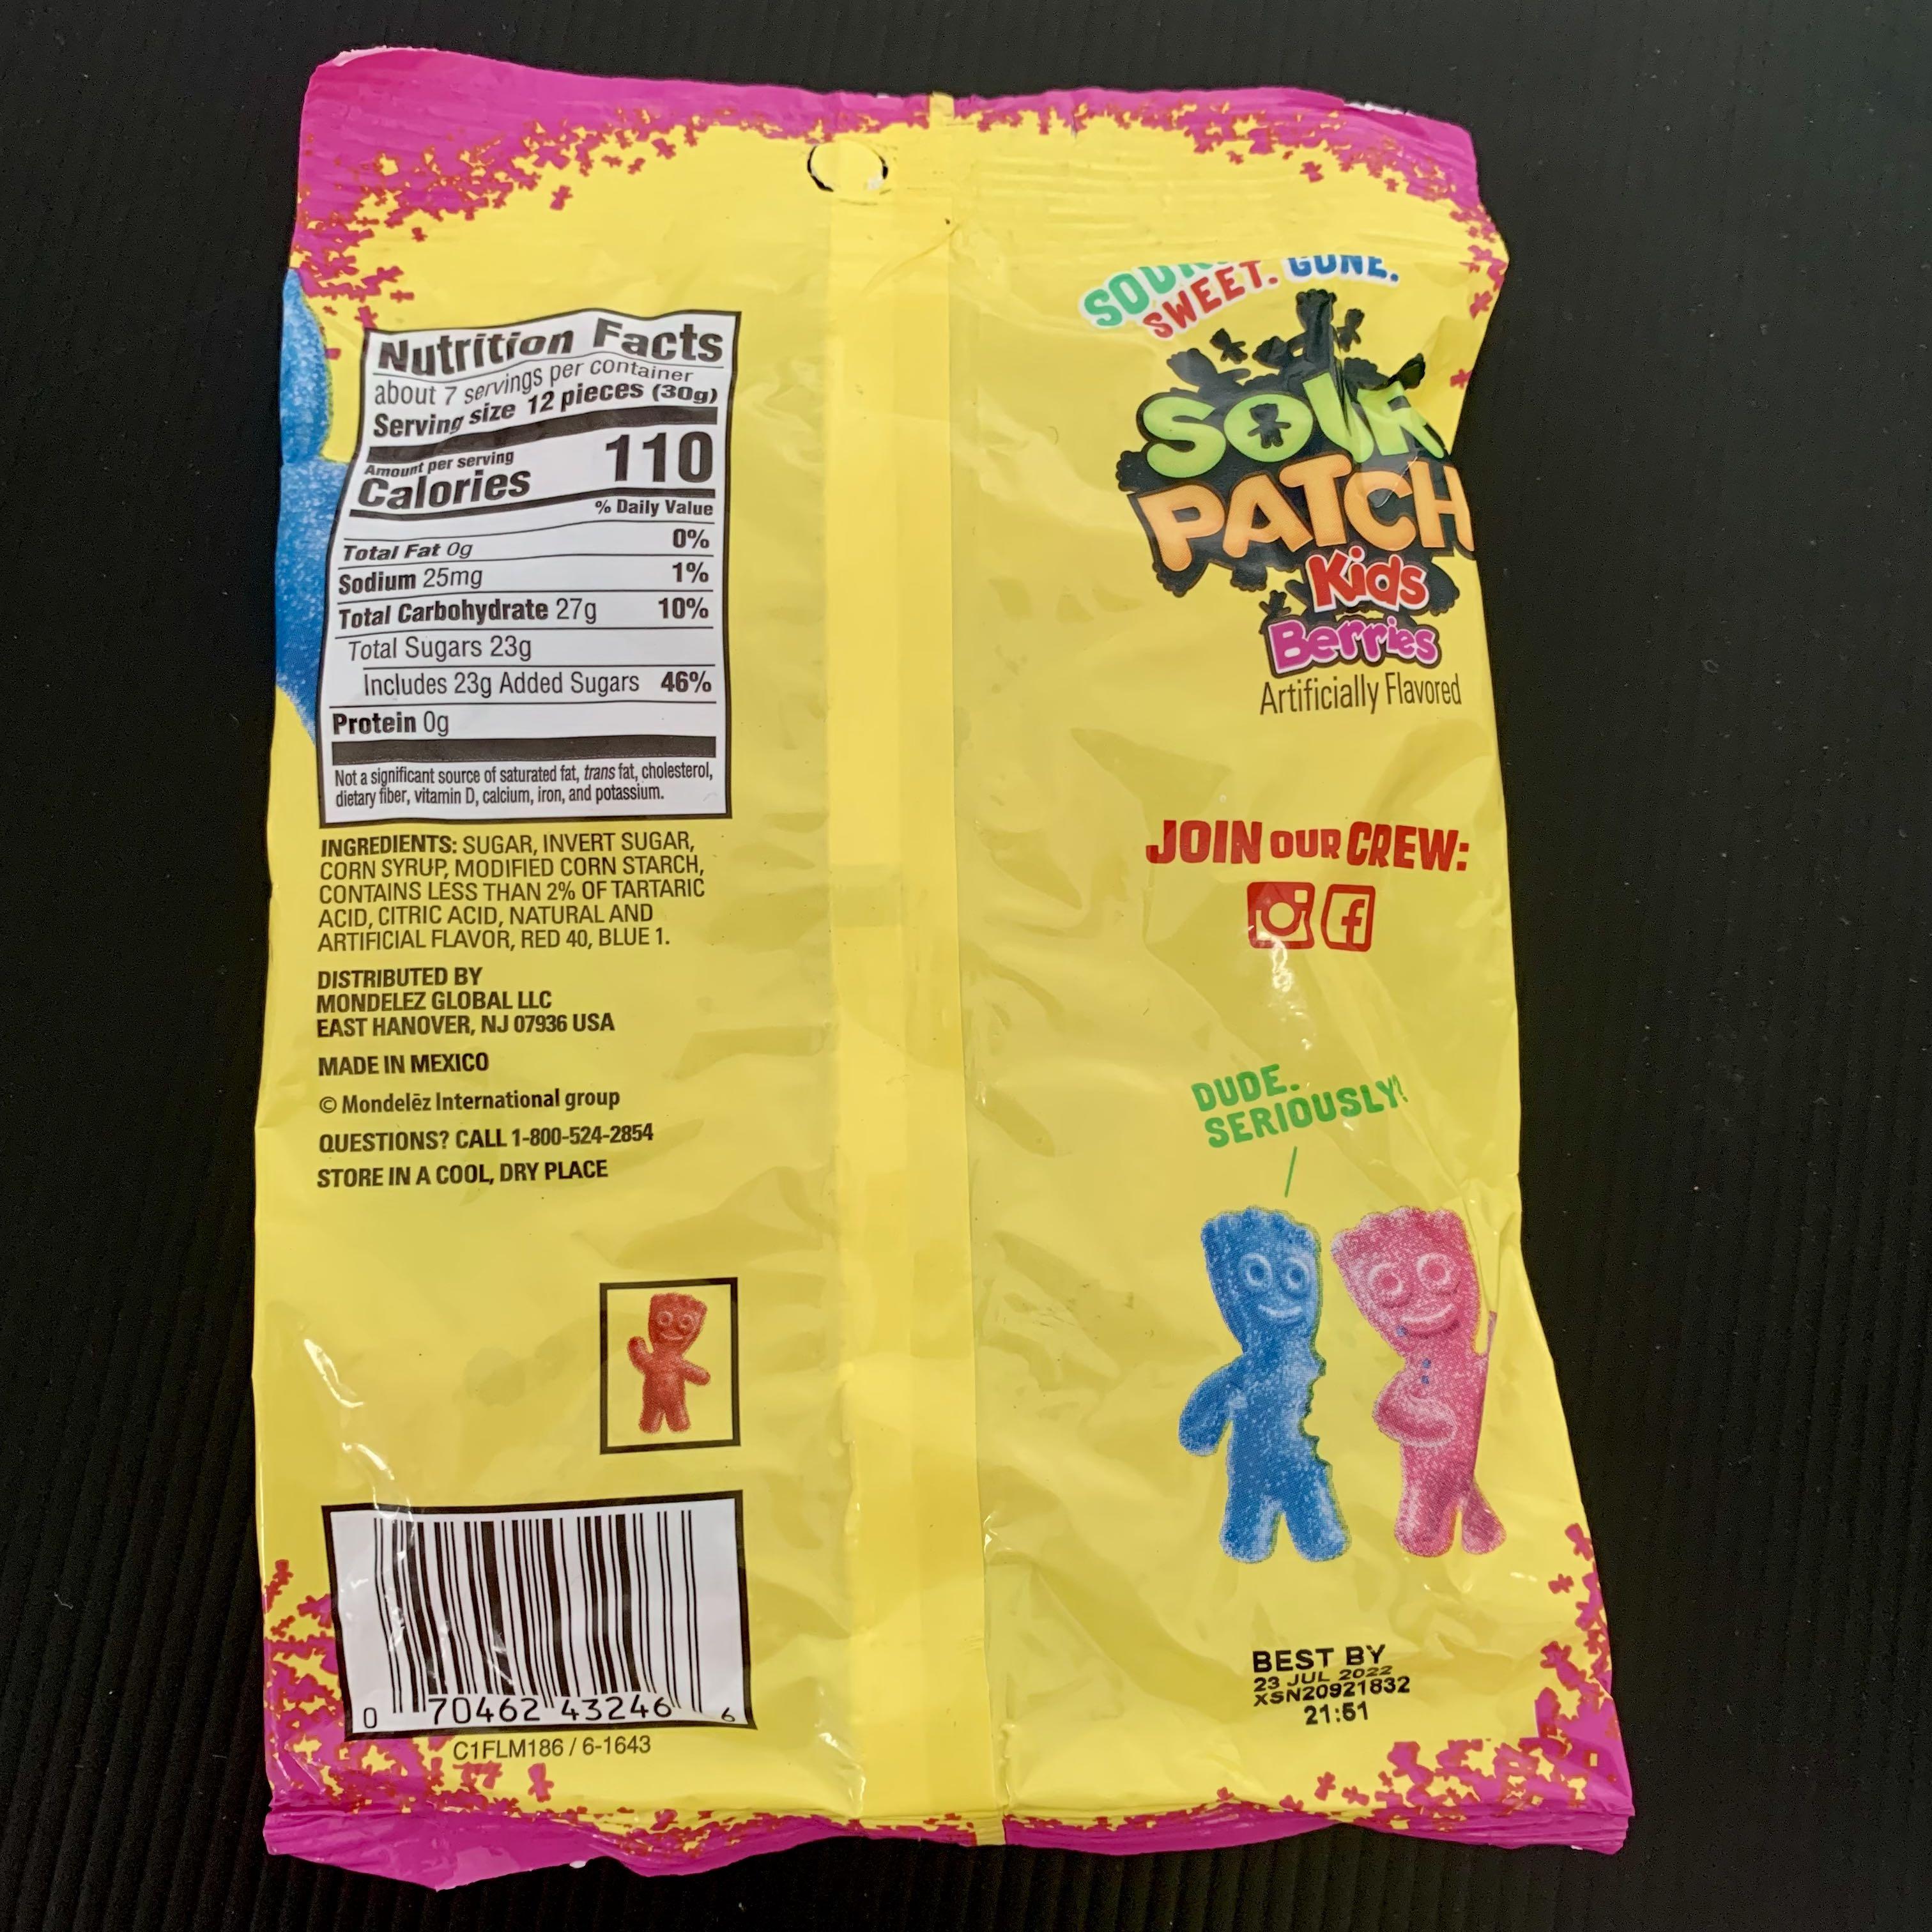 Nutrition Facts
about 7 servings per container
Serving size 12 pieces (30g)
Amount per serving
Calories 110
% Daily Value
Total Fat 0g 0%
Sodium 25mg 1%
Total Carbohydrate 27g 10%
Total Sugars 23g
Includes 23g Added Sugars 46%
Protein 0g
Not a significant source of saturated fat, trans fat, cholesterol,
dietary fiber, vitamin D, calcium, iron, and potassium.
INGREDIENTS: SUGAR, INVERT SUGAR,
CORN SYRUP, MODIFIED CORN STARCH,
CONTAINS LESS THAN 2% OF TARTARIC
ACID, CITRIC ACID, NATURAL AND
ARTIFICIAL FLAVOR, RED 40, BLUE 1.
DISTRIBUTED BY
MONDELEZ GLOBAL LLC
EAST HANOVER, NJ 07936 USA
MADE IN MEXICO
© Mondelēz International group
QUESTIONS? CALL 1-800-524-2854
STORE IN A COOL, DRY PLACE
0 70462 43246 6
C1FLM186 / 6-1643
SOUR.
SWEET. GONE.
SOUR
PATCH
Kids
Berries
Artificially Flavored
JOIN OUR CREW:
f
DUDE.
SERIOUSLY?
BEST BY
23 JUL 2022
XSN20921832
21:51